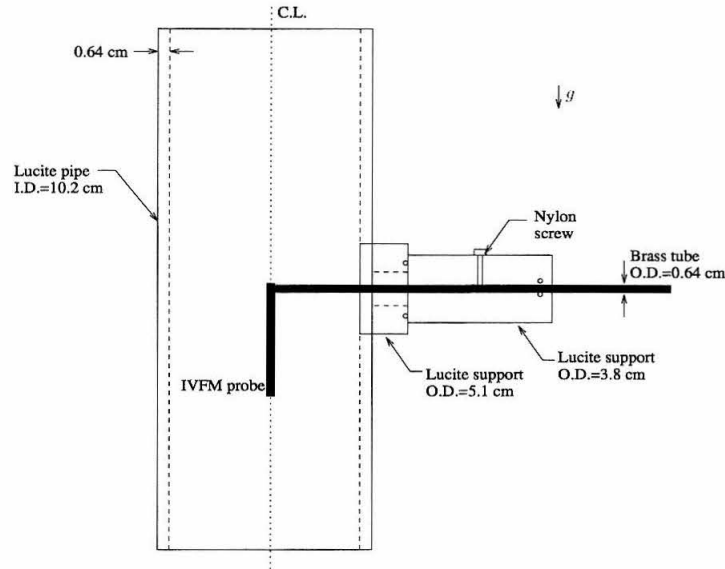 C.L.
0.64 cm
g
Lucite pipe
I.D.=10.2 cm
Nylon
screw
Brass tube
O.D.=0.64 cm
IVFM probe
Lucite support
O.D.=5.1 cm
Lucite support
O.D.=3.8 cm